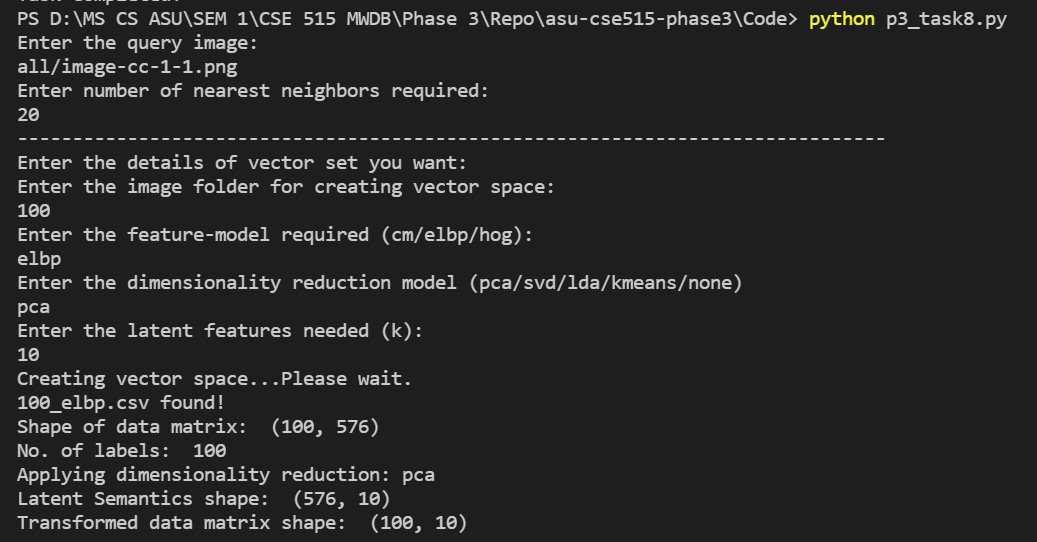 PS D:\MS CS ASU\SEM 1\CSE 515 MWDB\Phase 3\Repo\asu-cse515-phase3\Code> python p3_task8.py
Enter the query image:
all/image-cc-1-1.png
Enter number of nearest neighbors required:
20
-------------------------------------------------------------------------------
Enter the details of vector set you want:
Enter the image folder for creating vector space:
100
Enter the feature-model required (cm/elbp/hog):
elbp
Enter the dimensionality reduction model (pca/svd/lda/kmeans/none)
pca
Enter the latent features needed (k):
10
Creating vector space...Please wait.
100_elbp.csv found!
Shape of data matrix:  (100, 576)
No. of labels:  100
Applying dimensionality reduction: pca
Latent Semantics shape:  (576, 10)
Transformed data matrix shape:  (100, 10)